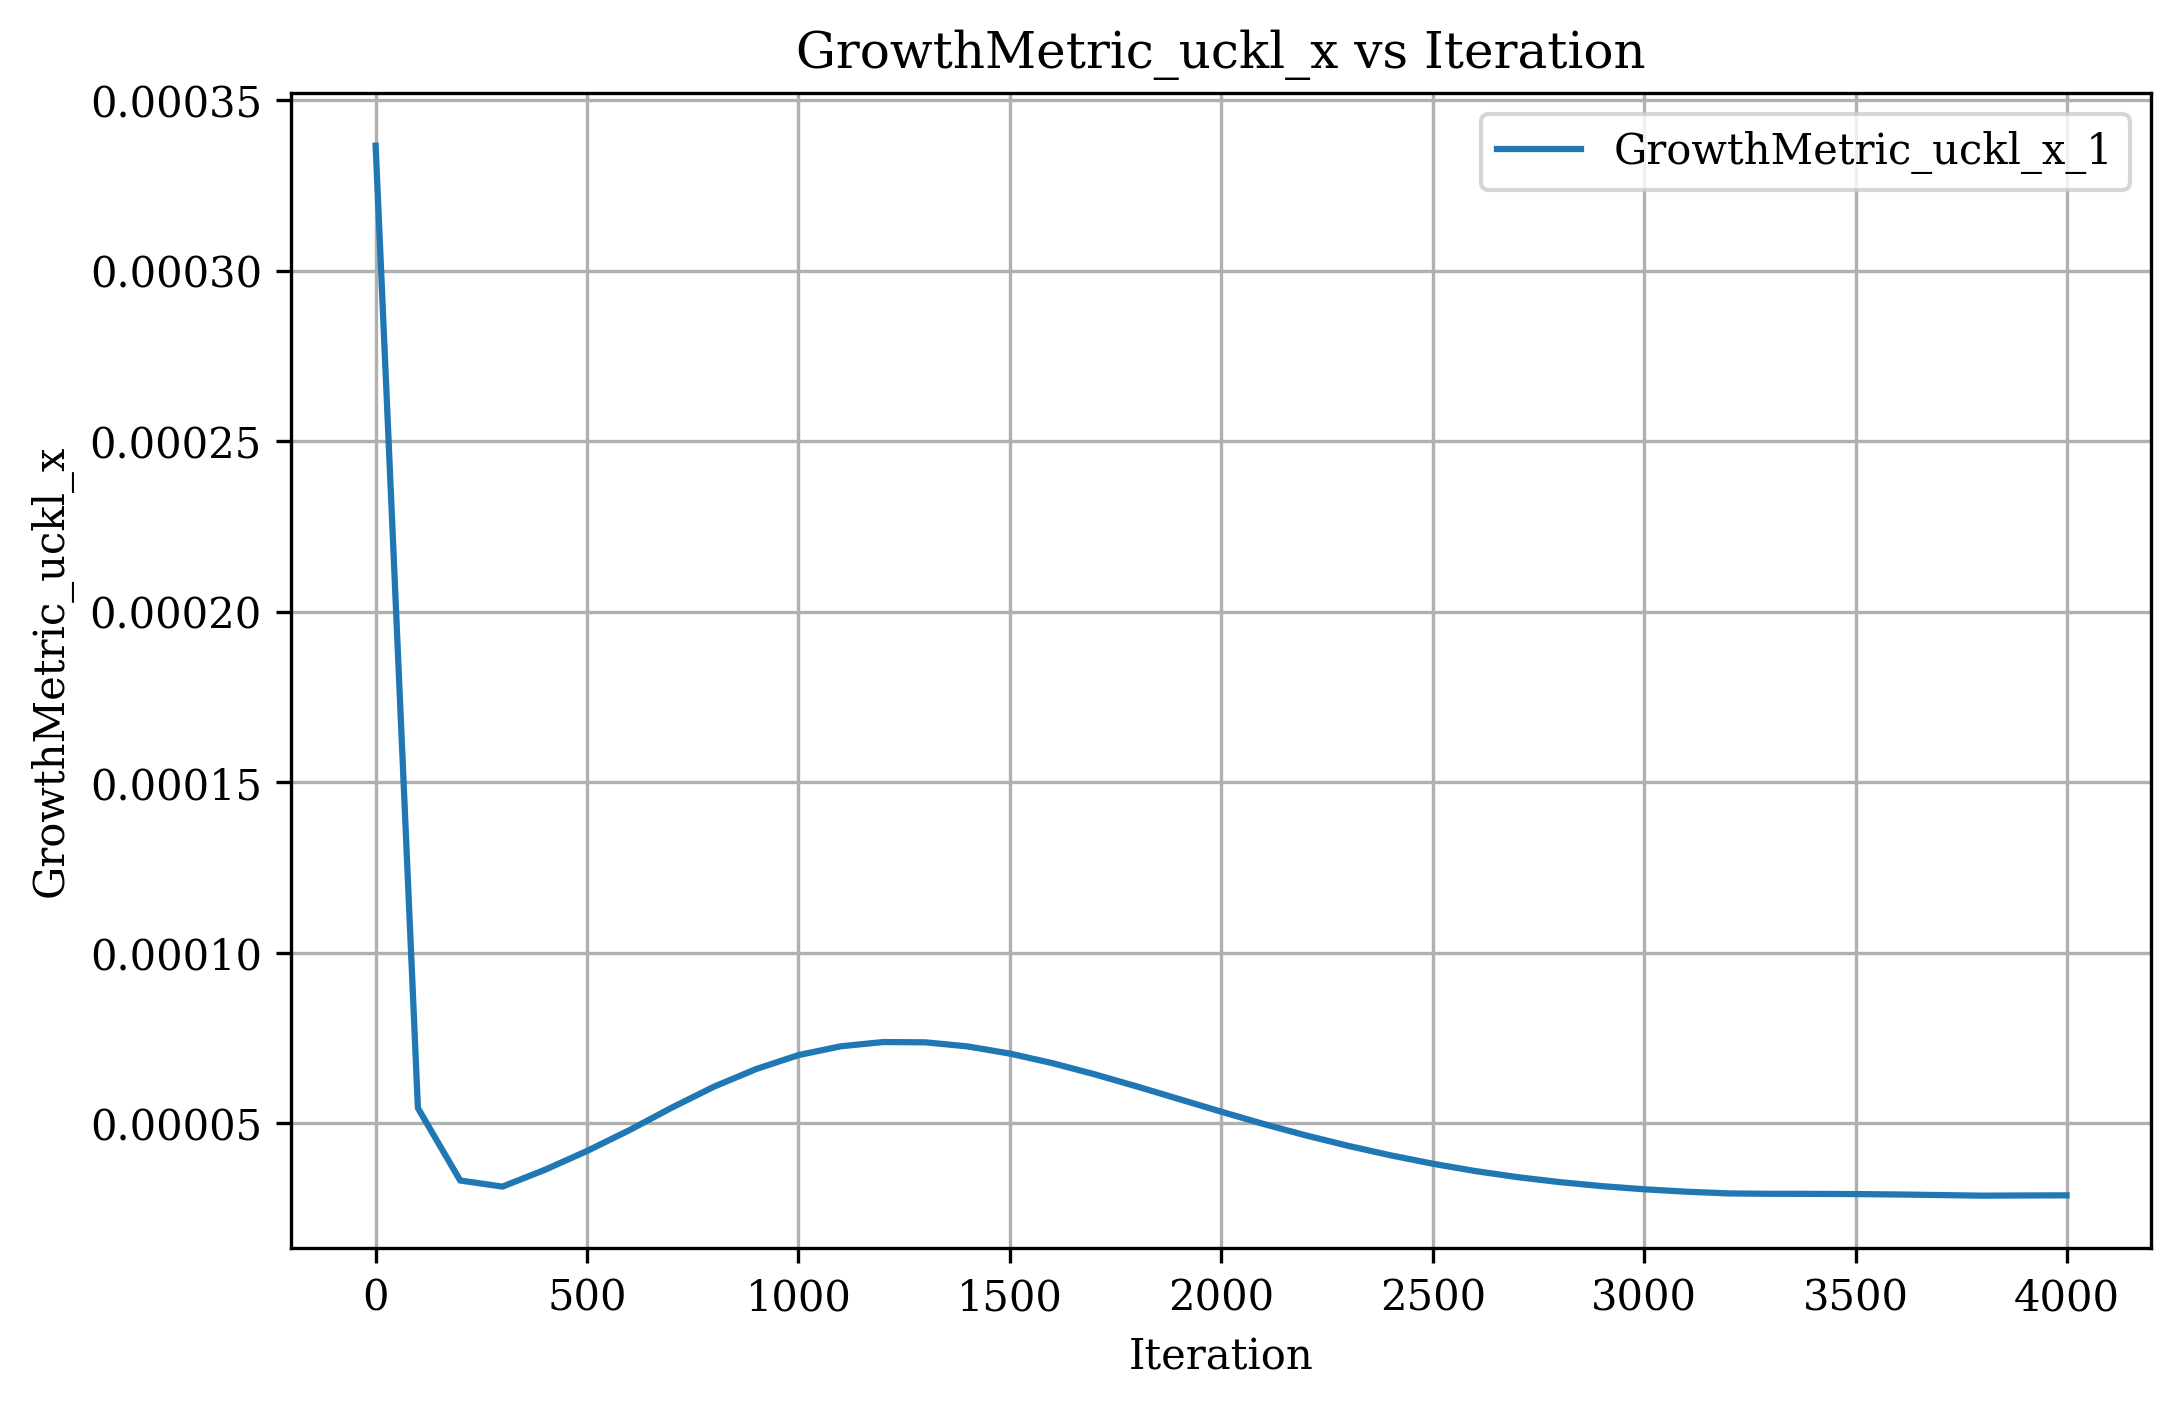 GrowthMetric_uckl_x vs Iteration
GrowthMetric_uckl_x_1
GrowthMetric_uckl_x
0.00035
0.00030
0.00025
0.00020
0.00015
0.00010
0.00005
0 500 1000 1500 2000 2500 3000 3500 4000
Iteration